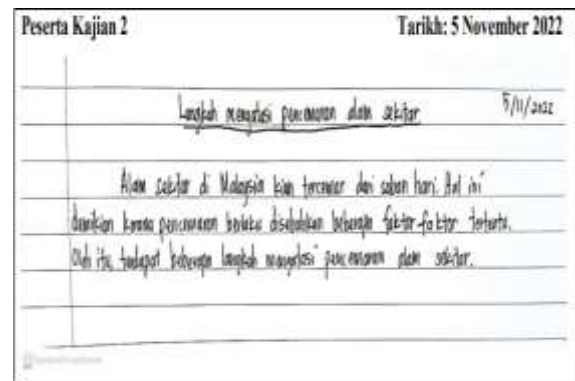 Peserta Kajian 2 Tarikh: 5 November 2022
Langkah mengatasi pencemaran alam sekitar 5/11/2022
Alam sekitar di Malaysia kian tercemar dari saban hari. Hal ini
demikian kerana pencemaran berlaku disebabkan beberapa faktor-faktor tertentu.
Oleh itu, terdapat beberapa langkah mengatasi pencemaran alam sekitar.